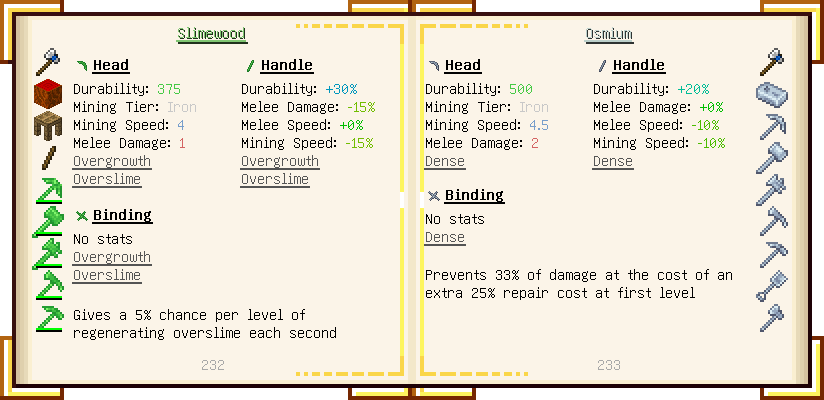 Slimewood
Head
Durability: 375
Mining Tier: Iron
Mining Speed: 4
Melee Damage: 1
Overgrowth
Overslime
Handle
Durability: +30%
Melee Damage: -15%
Melee Speed: +0%
Mining Speed: -15%
Overgrowth
Overslime
Binding
No stats
Overgrowth
Overslime
Gives a 5% chance per level of
regenerating overslime each second
232
Osmium
Head
Durability: 500
Mining Tier: Iron
Mining Speed: 4.5
Melee Damage: 2
Dense
Handle
Durability: +20%
Melee Damage: +0%
Melee Speed: -10%
Mining Speed: -10%
Dense
Binding
No stats
Dense
Prevents 33% of damage at the cost of an
extra 25% repair cost at first level
233